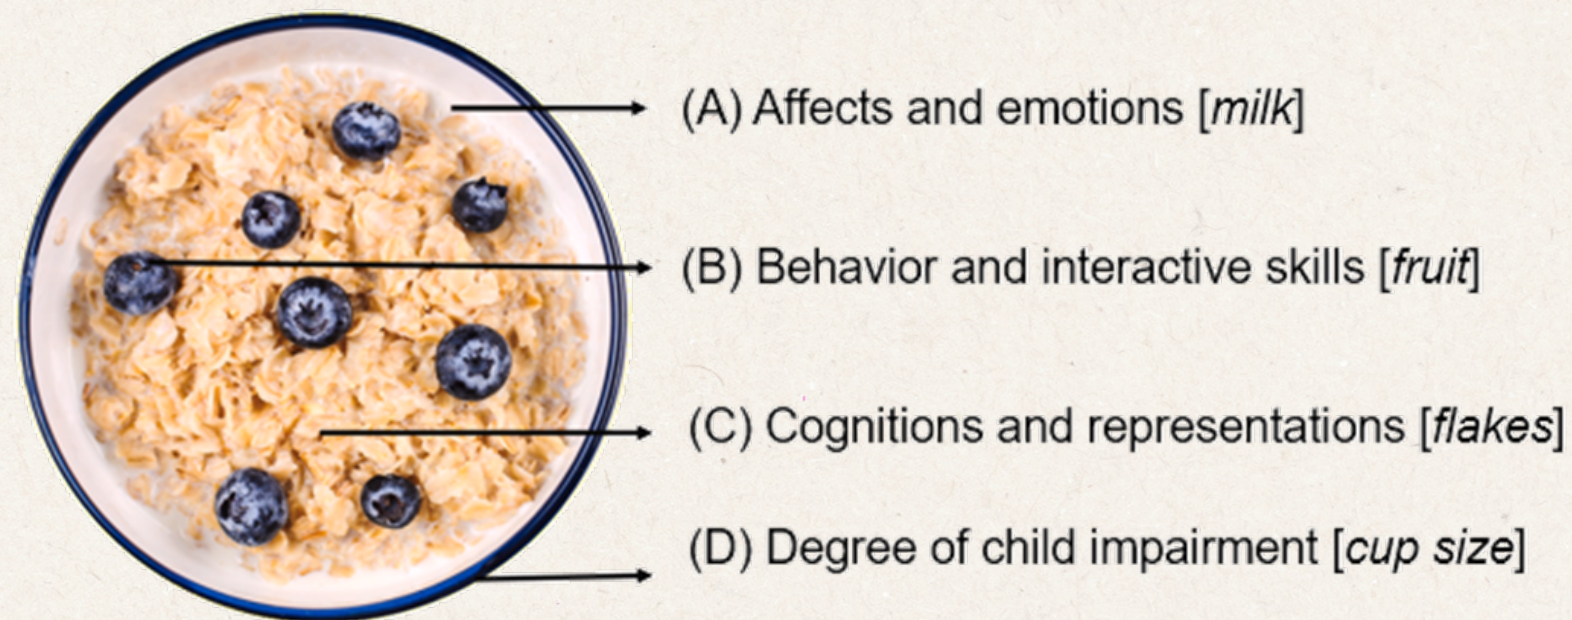 (A) Affects and emotions [milk]
(B) Behavior and interactive skills [fruit]
(C) Cognitions and representations [flakes]
(D) Degree of child impairment [cup size]